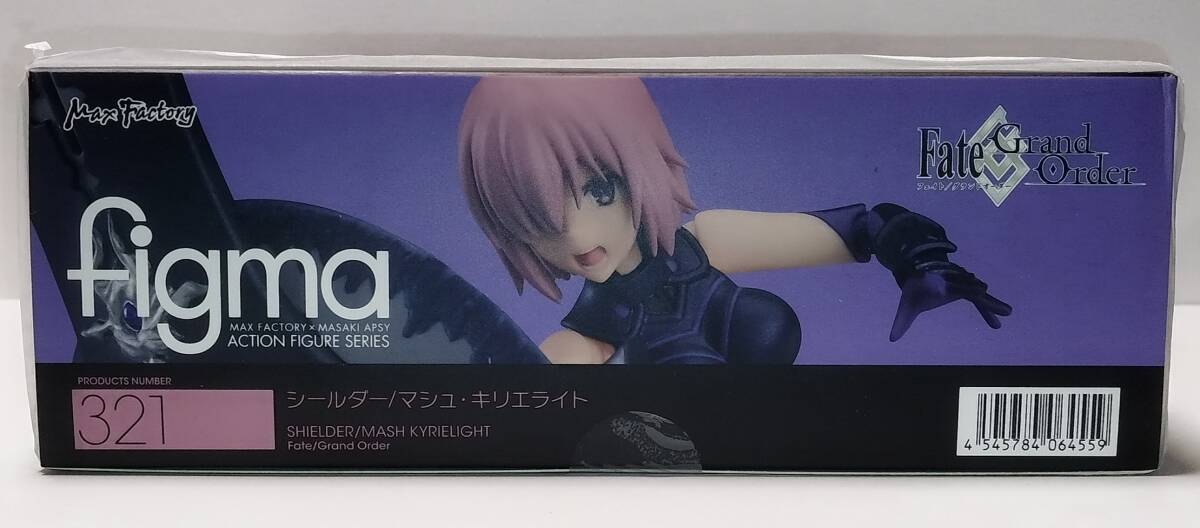 Max Factory
Fate/Grand Order
フェイト/グランドオーダー
figma
MAX FACTORY × MASAKI APSY
ACTION FIGURE SERIES
PRODUCTS NUMBER
321
シールダー/マシュ・キリエライト
SHIELDER/MASH KYRIELIGHT
Fate/Grand Order
4 545784 064559